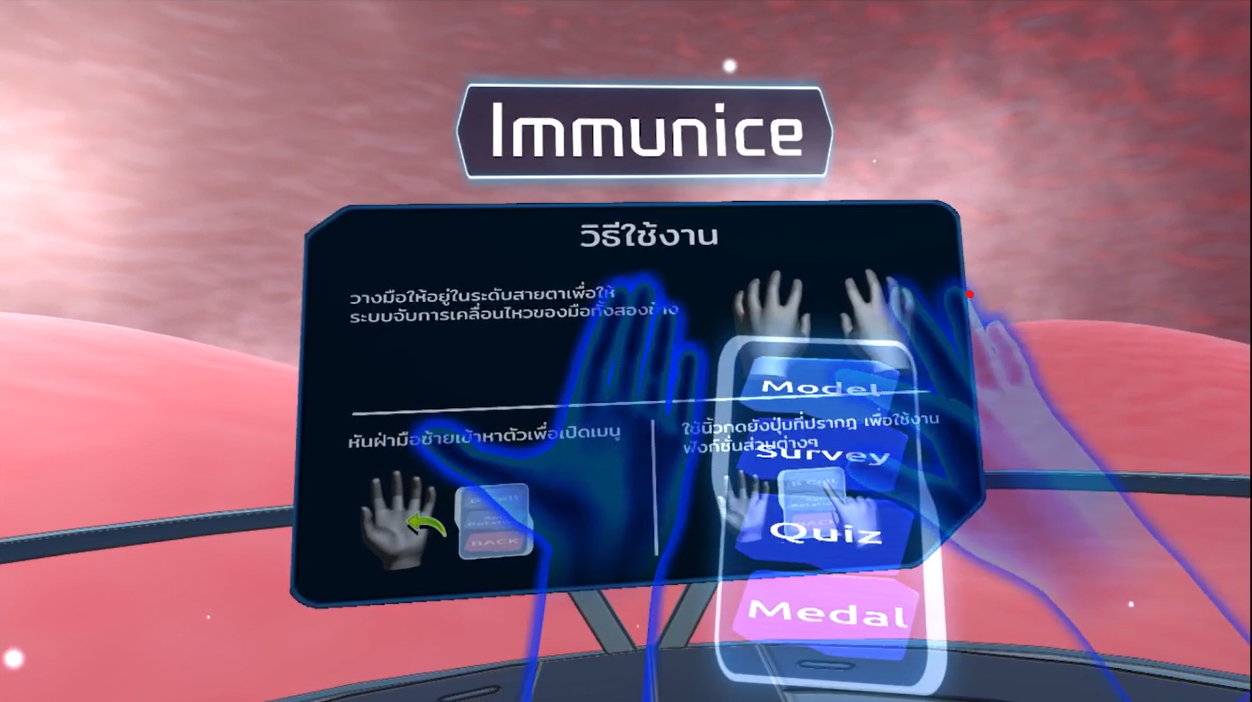 Immunice
วิธีใช้งาน
วางมือให้อยู่ในระดับสายตาเพื่อให้
ระบบจับการเคลื่อนไหวของมือทั้งสองข้าง
หันฝ่ามือซ้ายเข้าหาตัวเพื่อเปิดเมนู
BACK
ใช้นิ้วกดยังปุ่มที่ปรากฏ เพื่อใช้งาน
ฟังก์ชั่นส่วนต่างๆ
Model
Survey
Quiz
Medal